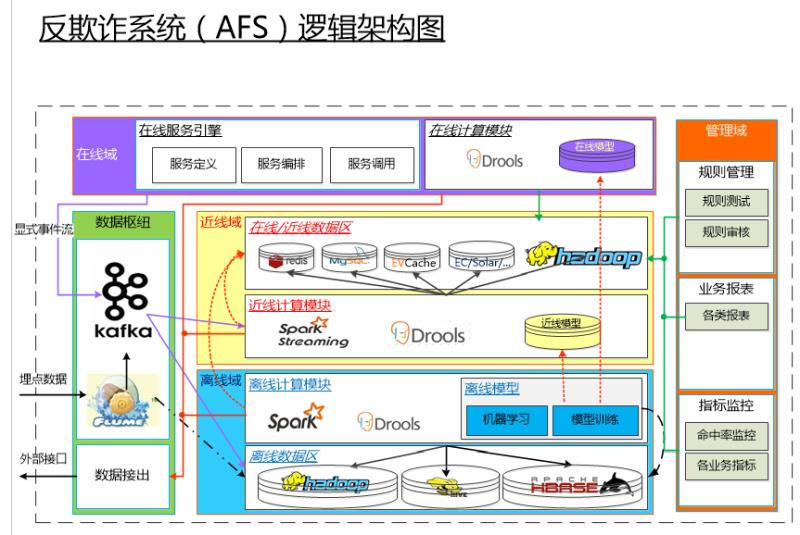 反欺诈系统（AFS）逻辑架构图
在线域
在线服务引擎
服务定义
服务编排
服务调用
在线计算模块
Drools
在线模型
管理域
规则管理
规则测试
规则审核
业务报表
各类报表
指标监控
命中率监控
各业务指标
显式事件流
数据枢纽
kafka
FLUME
埋点数据
外部接口
数据接出
近线域
在线/近线数据区
redis
MySQL
EVCache
EC/Solar/...
hadoop
近线计算模块
Spark
Streaming
Drools
近线模型
离线域
离线计算模块
Spark
Drools
离线模型
机器学习
模型训练
离线数据区
hadoop
HIVE
APACHE
HBASE